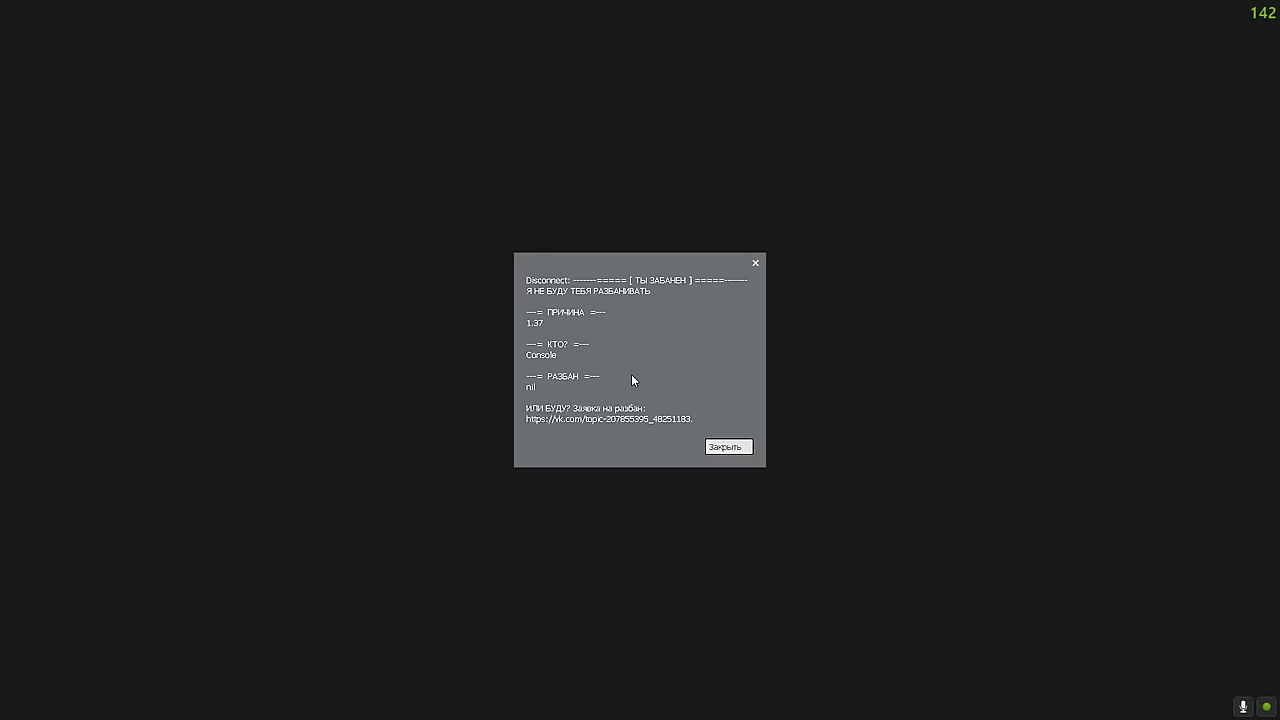 142
Disconnect: -------===== [ ТЫ ЗАБАНЕН ] =====-------
Я НЕ БУДУ ТЕБЯ РАЗБАНИВАТЬ
---= ПРИЧИНА =---
1.37
---= КТО? =---
Console
---= РАЗБАН =---
nil
ИЛИ БУДУ? Заявка на разбан:
https://vk.com/topic-207855395_48251183.
Закрыть